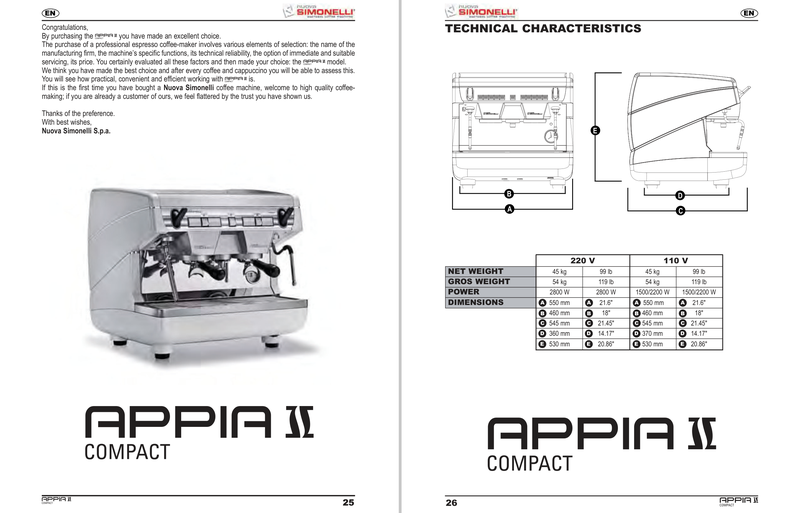 EN
nuova
SIMONELLI
Congratulations,
By purchasing the APPIA II you have made an excellent choice.
The purchase of a professional espresso coffee-maker involves various elements of selection: the name of the
manufacturing firm, the machine's specific functions, its technical reliability, the option of immediate and suitable
servicing, its price. You certainly evaluated all these factors and then made your choice: the APPIA II model.
We think you have made the best choice and after every coffee and cappuccino you will be able to assess this.
You will see how practical, convenient and efficient working with APPIA II is.
If this is the first time you have bought a Nuova Simonelli coffee machine, welcome to high quality coffee-
making; if you are already a customer of ours, we feel flattered by the trust you have shown us.
Thanks of the preference.
With best wishes,
Nuova Simonelli S.p.a.
APPIA II
COMPACT
APPIA II
COMPACT
25
nuova
SIMONELLI
EN
TECHNICAL CHARACTERISTICS
E
B
A
D
C
220 V 110 V
NET WEIGHT 45 kg 99 lb 45 kg 99 lb
GROS WEIGHT 54 kg 119 lb 54 kg 119 lb
POWER 2800 W 2800 W 1500/2200 W 1500/2200 W
DIMENSIONS A 550 mm A 21.6" A 550 mm A 21.6"
B 460 mm B 18" B 460 mm B 18"
C 545 mm C 21.45" C 545 mm C 21.45"
D 360 mm D 14.17" D 370 mm D 14.17"
E 530 mm E 20.86" E 530 mm E 20.86"
APPIA II
COMPACT
26
APPIA II
COMPACT